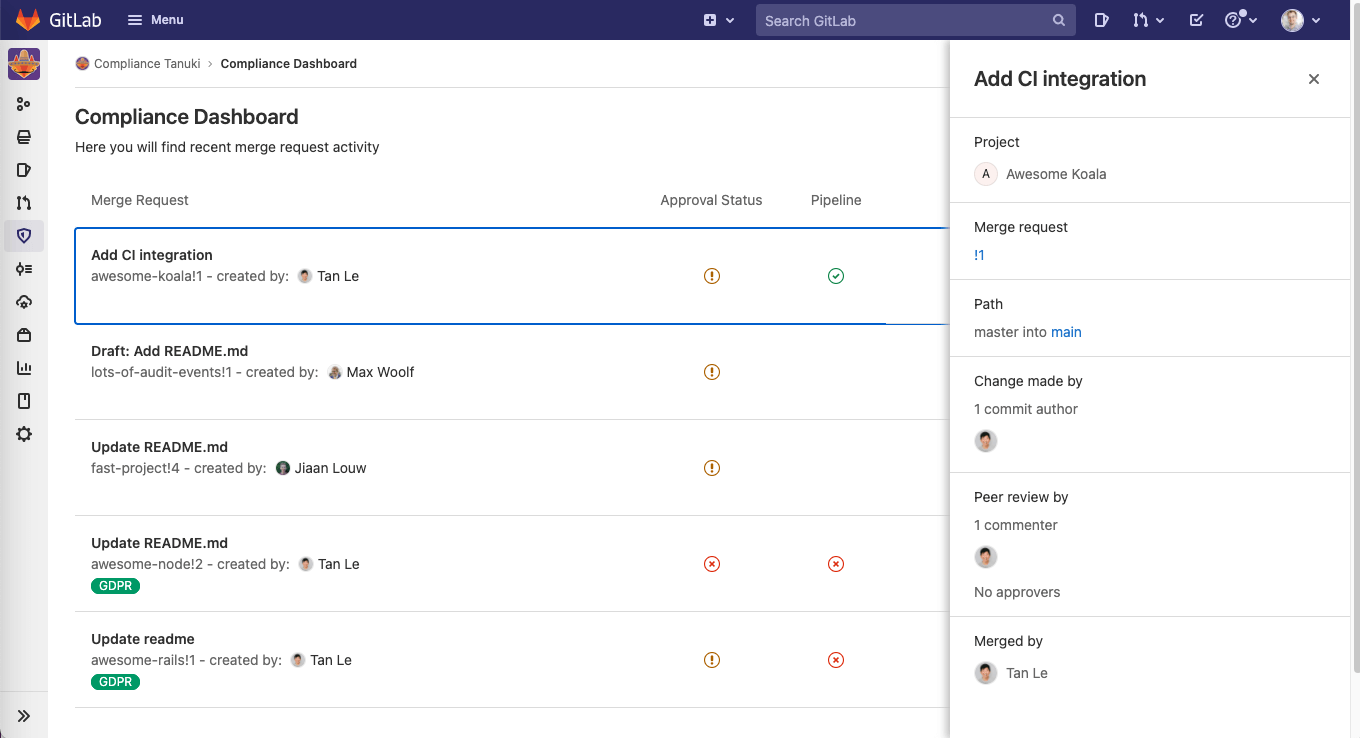 GitLab
Menu
Search GitLab
Compliance Tanuki › Compliance Dashboard
Compliance Dashboard
Here you will find recent merge request activity
Merge Request Approval Status Pipeline
Add CI integration
awesome-koala!1 - created by: Tan Le
Draft: Add README.md
lots-of-audit-events!1 - created by: Max Woolf
Update README.md
fast-project!4 - created by: Jiaan Louw
Update README.md
awesome-node!2 - created by: Tan Le
GDPR
Update readme
awesome-rails!1 - created by: Tan Le
GDPR
Add CI integration
Project
A Awesome Koala
Merge request
!1
Path
master into main
Change made by
1 commit author
Peer review by
1 commenter
No approvers
Merged by
Tan Le